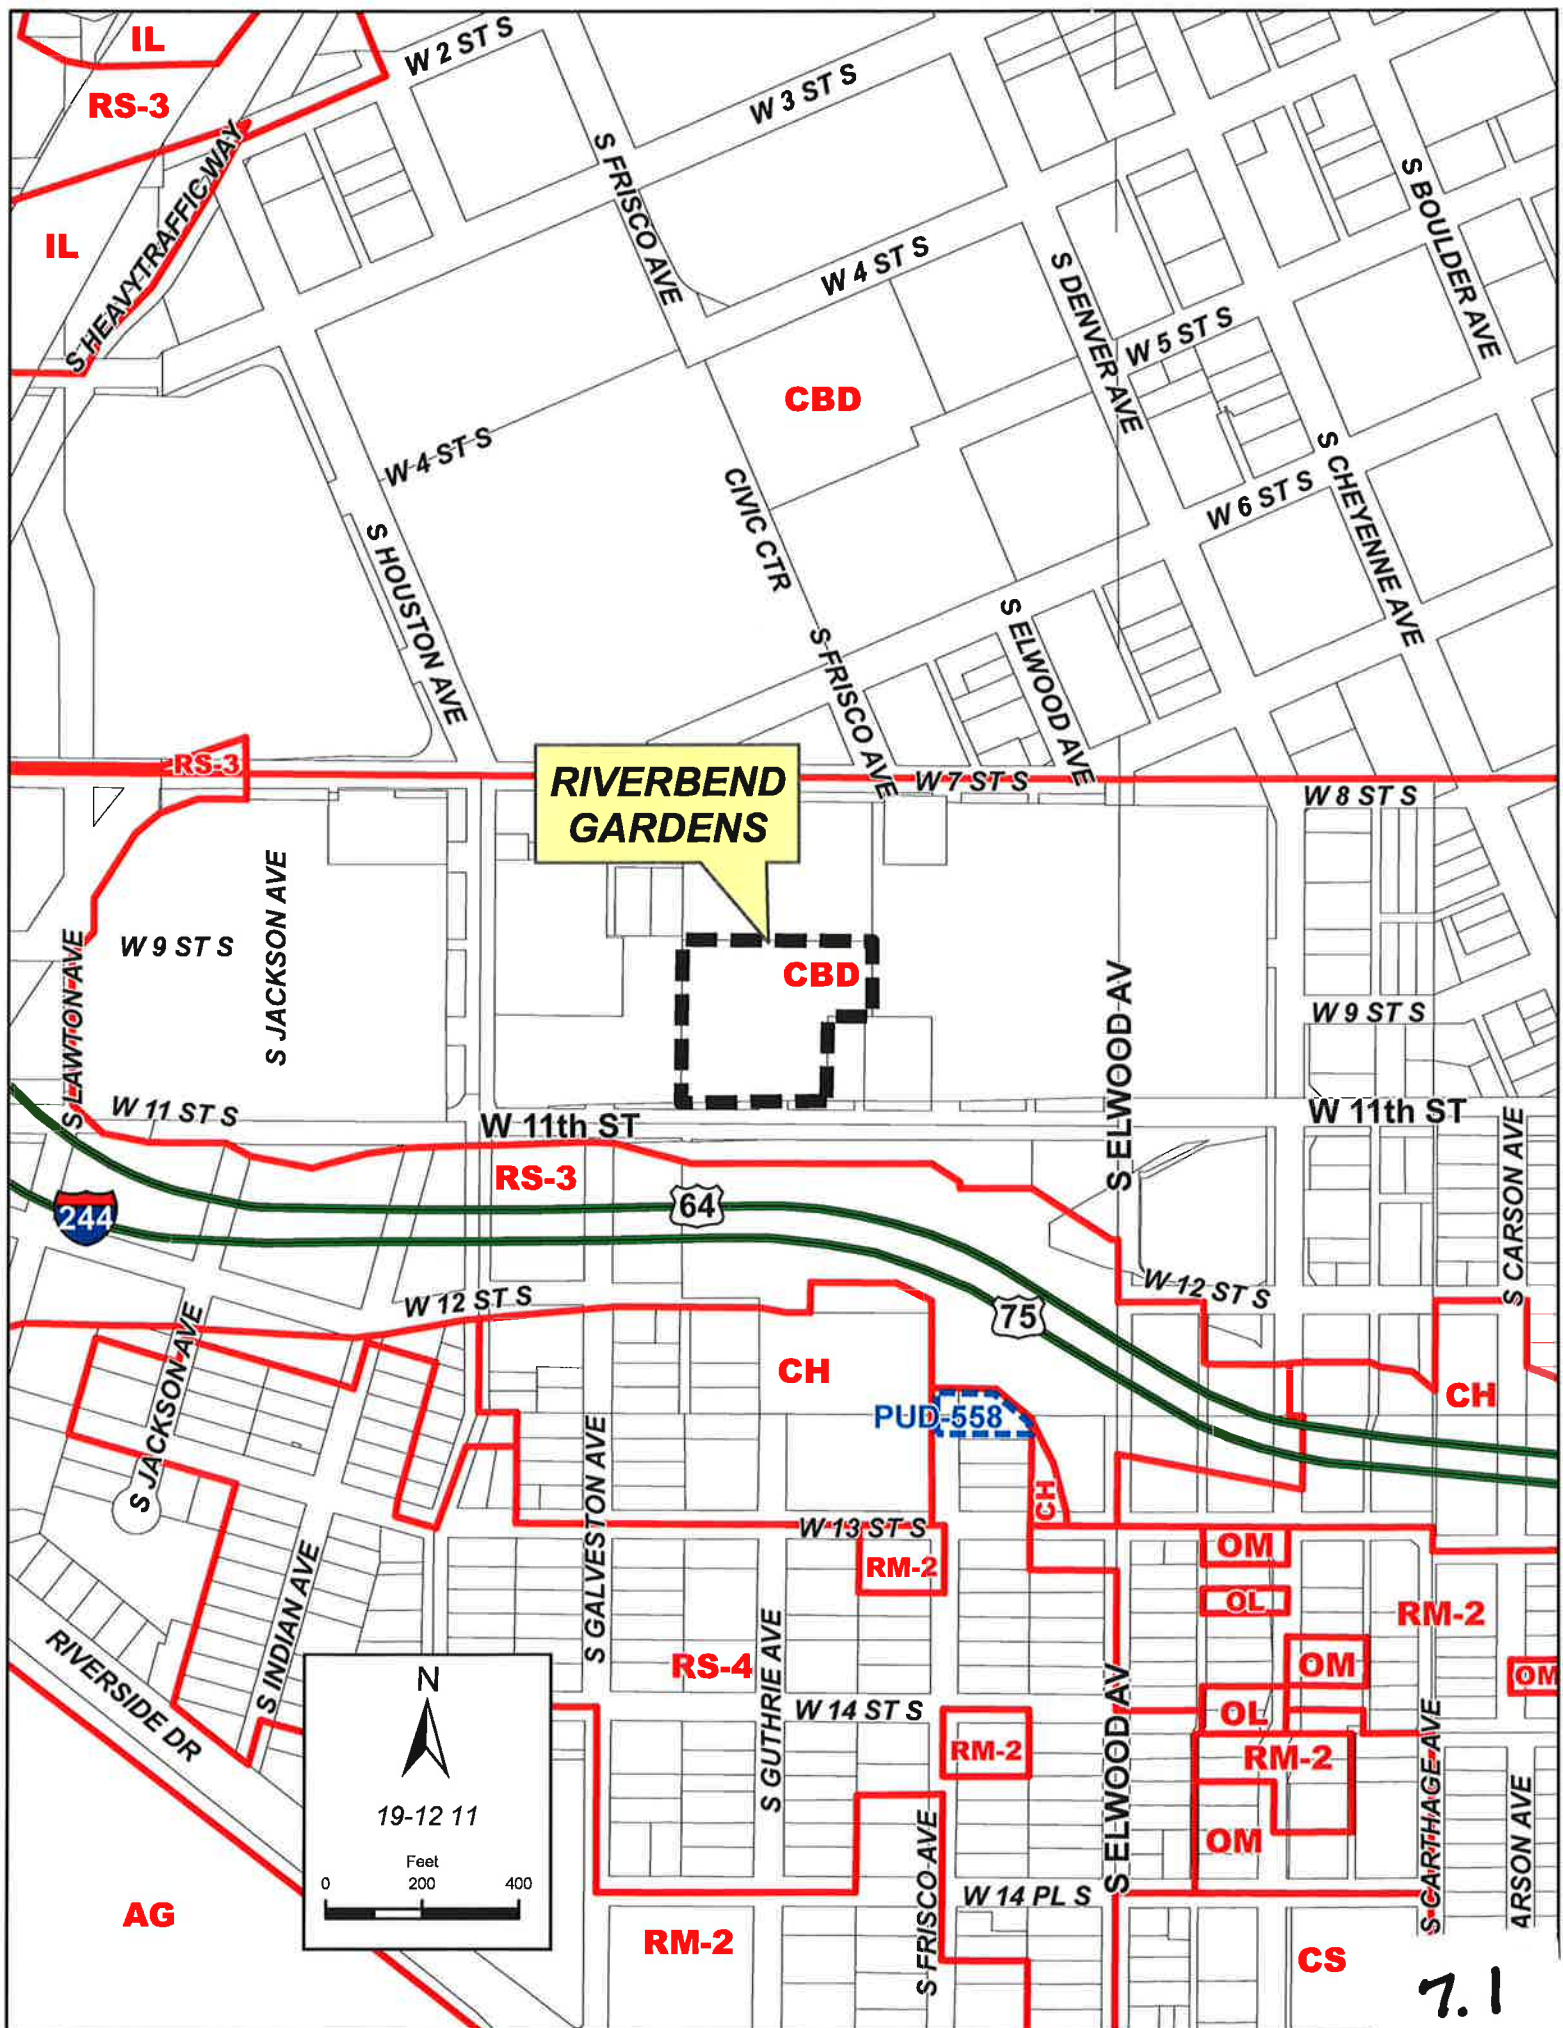 IL
W 2 ST S
RS-3
W 3 ST S
S HEAVYTRAFFIC WAY
S FRISCO AVE
S BOULDER AVE
IL
W 4 ST S
S DENVER AVE
W 5 ST S
CBD
W 4 ST S
CIVIC CTR
S CHEYENNE AVE
W 6 ST S
S HOUSTON AVE
S ELWOOD AVE
S FRISCO AVE
RS-3
W 7 ST S
W 8 ST S
RIVERBEND
GARDENS
S JACKSON AVE
W 9 ST S
S LAWTON AVE
CBD
S ELWOOD AV
W 9 ST S
W 11 ST S
W 11th ST
W 11th ST
RS-3
S CARSON AVE
64
244
W 12 ST S
W 12 ST S
75
S JACKSON AVE
CH
CH
PUD-558
S GALVESTON AVE
CH
W 13 ST S
OM
RM-2
S INDIAN AVE
OL
RM-2
S GUTHRIE AVE
RS-4
OM
OM
RIVERSIDE DR
N
W 14 ST S
OL
S ELWOOD AV
RM-2
RM-2
S CARTHAGE AVE
19-12 11
ARSON AVE
OM
S FRISCO AVE
Feet
0 200 400
W 14 PL S
AG
RM-2
CS
7.1